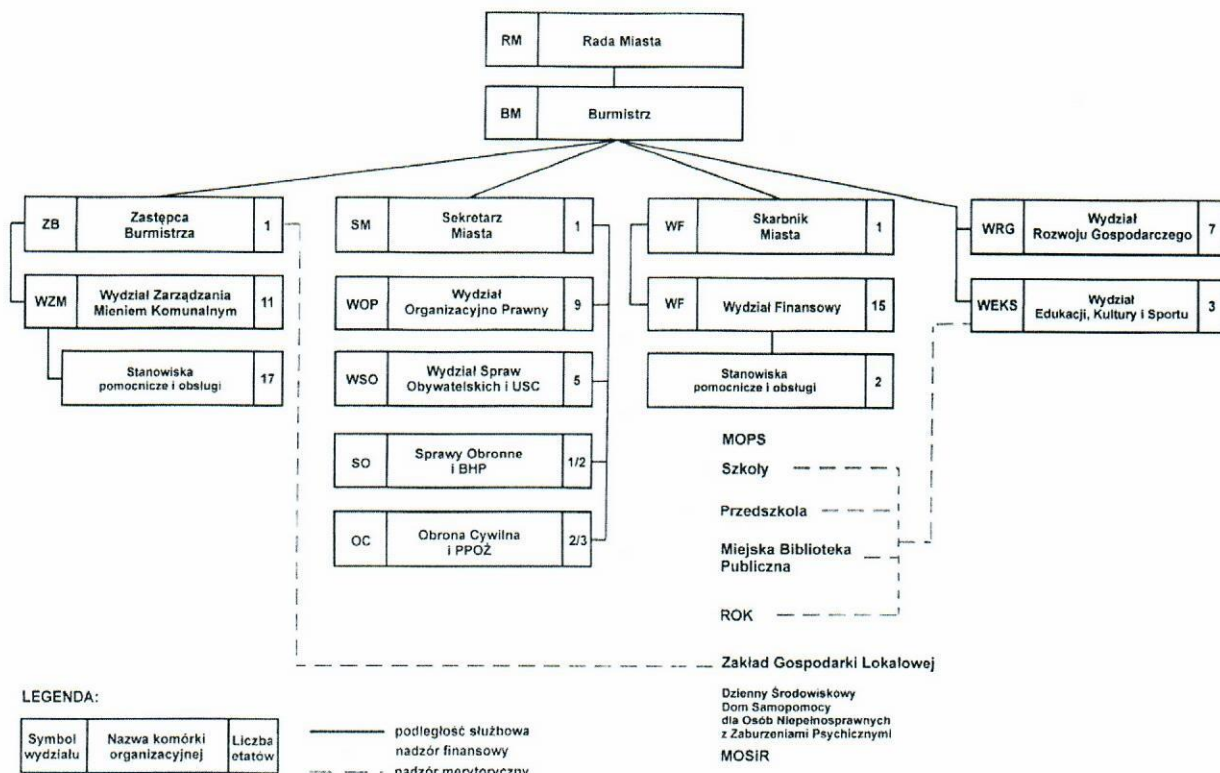 RM Rada Miasta
BM Burmistrz
ZB Zastępca
Burmistrza 1
WZM Wydział Zarządzania
Mieniem Komunalnym 11
Stanowiska
pomocnicze i obsługi 17
SM Sekretarz
Miasta 1
WOP Wydział
Organizacyjno Prawny 9
WSO Wydział Spraw
Obywatelskich i USC 5
SO Sprawy Obronne
i BHP 1/2
OC Obrona Cywilna
i PPOŻ 2/3
WF Skarbnik
Miasta 1
WF Wydział Finansowy 15
Stanowiska
pomocnicze i obsługi 2
WRG Wydział
Rozwoju Gospodarczego 7
WEKS Wydział
Edukacji, Kultury i Sportu 3
MOPS
Szkoły
Przedszkola
Miejska Biblioteka
Publiczna
ROK
Zakład Gospodarki Lokalowej
Dzienny Środowiskowy
Dom Samopomocy
dla Osób Niepełnosprawnych
z Zaburzeniami Psychicznymi
MOSiR
LEGENDA:
Symbol
wydziału
Nazwa komórki
organizacyjnej
Liczba
etatów
podległość służbowa
nadzór finansowy
nadzór merytoryczny